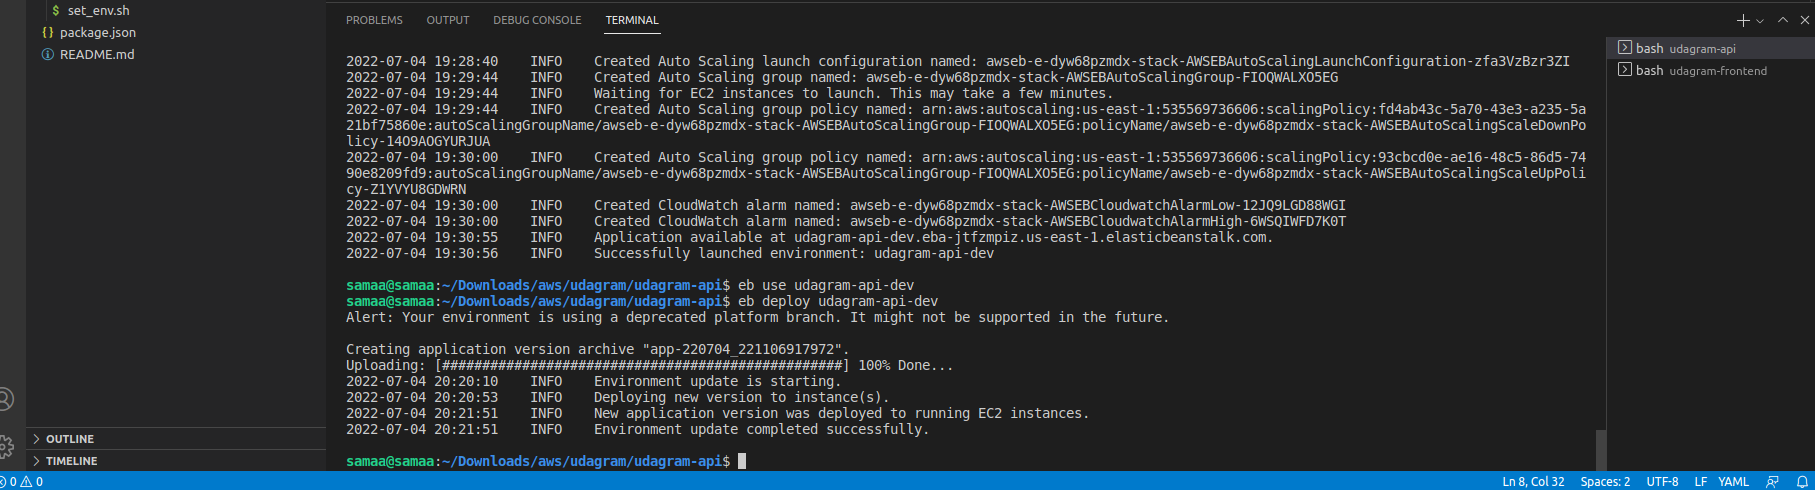 $ set_env.sh
{} package.json
README.md
OUTLINE
TIMELINE
PROBLEMS OUTPUT DEBUG CONSOLE TERMINAL
2022-07-04 19:28:40    INFO    Created Auto Scaling launch configuration named: awseb-e-dyw68pzmdx-stack-AWSEBAutoScalingLaunchConfiguration-zfa3VzBzr3ZI
2022-07-04 19:29:44    INFO    Created Auto Scaling group named: awseb-e-dyw68pzmdx-stack-AWSEBAutoScalingGroup-FIOQWALXO5EG
2022-07-04 19:29:44    INFO    Waiting for EC2 instances to launch. This may take a few minutes.
2022-07-04 19:29:44    INFO    Created Auto Scaling group policy named: arn:aws:autoscaling:us-east-1:535569736606:scalingPolicy:fd4ab43c-5a70-43e3-a235-5a
21bf75860e:autoScalingGroupName/awseb-e-dyw68pzmdx-stack-AWSEBAutoScalingGroup-FIOQWALXO5EG:policyName/awseb-e-dyw68pzmdx-stack-AWSEBAutoScalingScaleDownPo
licy-14O9AOGYURJUA
2022-07-04 19:30:00    INFO    Created Auto Scaling group policy named: arn:aws:autoscaling:us-east-1:535569736606:scalingPolicy:93cbcd0e-ae16-48c5-86d5-74
90e8209fd9:autoScalingGroupName/awseb-e-dyw68pzmdx-stack-AWSEBAutoScalingGroup-FIOQWALXO5EG:policyName/awseb-e-dyw68pzmdx-stack-AWSEBAutoScalingScaleUpPoli
cy-Z1YVYU8GDWRN
2022-07-04 19:30:00    INFO    Created CloudWatch alarm named: awseb-e-dyw68pzmdx-stack-AWSEBCloudwatchAlarmLow-12JQ9LGD88WGI
2022-07-04 19:30:00    INFO    Created CloudWatch alarm named: awseb-e-dyw68pzmdx-stack-AWSEBCloudwatchAlarmHigh-6WSQIWFD7K0T
2022-07-04 19:30:55    INFO    Application available at udagram-api-dev.eba-jtfzmpiz.us-east-1.elasticbeanstalk.com.
2022-07-04 19:30:56    INFO    Successfully launched environment: udagram-api-dev
samaa@samaa:~/Downloads/aws/udagram/udagram-api$ eb use udagram-api-dev
samaa@samaa:~/Downloads/aws/udagram/udagram-api$ eb deploy udagram-api-dev
Alert: Your environment is using a deprecated platform branch. It might not be supported in the future.
Creating application version archive "app-220704_221106917972".
Uploading: [##################################################] 100% Done...
2022-07-04 20:20:10    INFO    Environment update is starting.
2022-07-04 20:20:53    INFO    Deploying new version to instance(s).
2022-07-04 20:21:51    INFO    New application version was deployed to running EC2 instances.
2022-07-04 20:21:51    INFO    Environment update completed successfully.
samaa@samaa:~/Downloads/aws/udagram/udagram-api$
bash udagram-api
bash udagram-frontend
0 0 Ln 8, Col 32 Spaces: 2 UTF-8 LF YAML